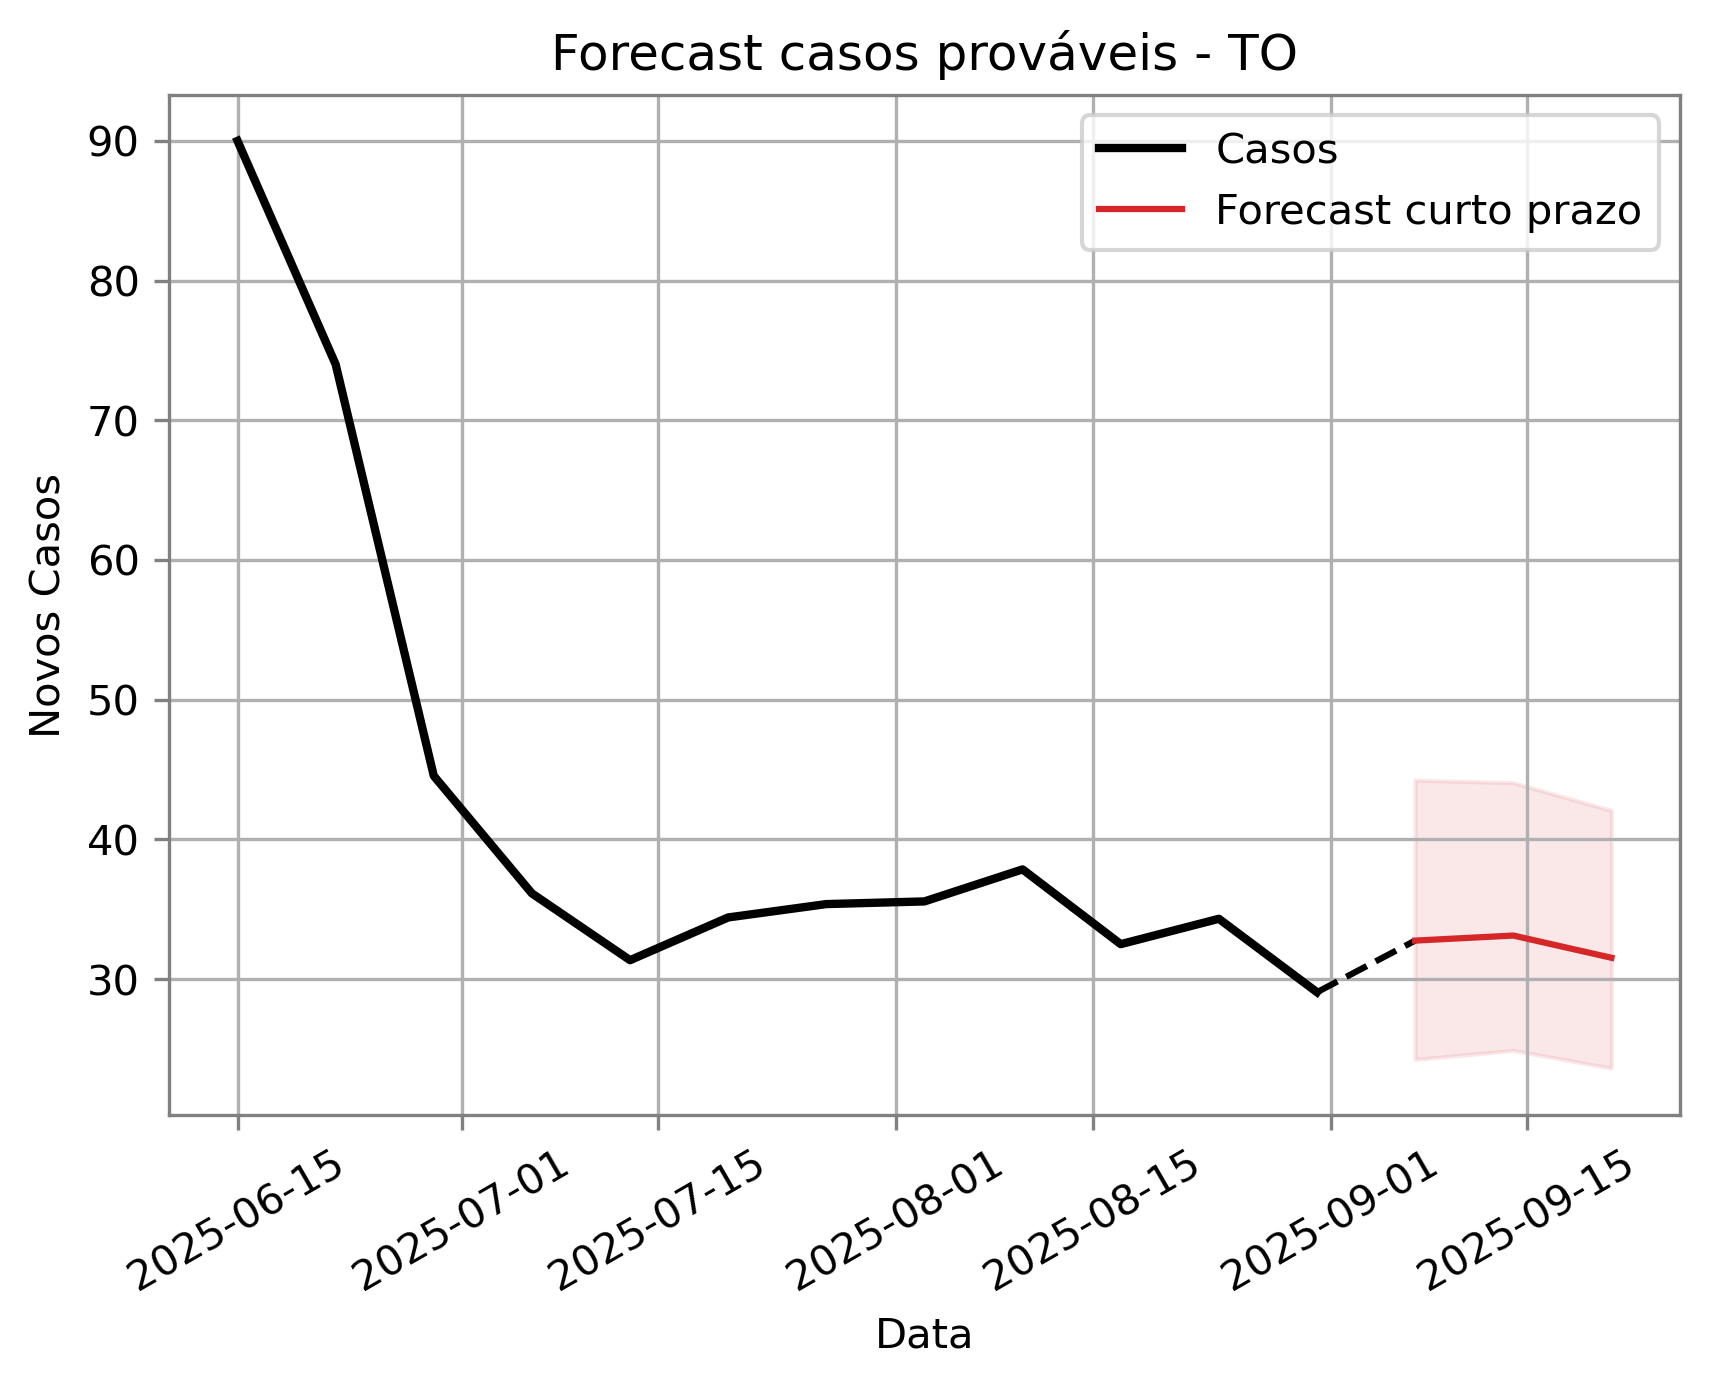 Forecast casos prováveis - TO
Casos
Forecast curto prazo
Novos Casos
90
80
70
60
50
40
30
2025-06-15
2025-07-01
2025-07-15
2025-08-01
2025-08-15
2025-09-01
2025-09-15
Data